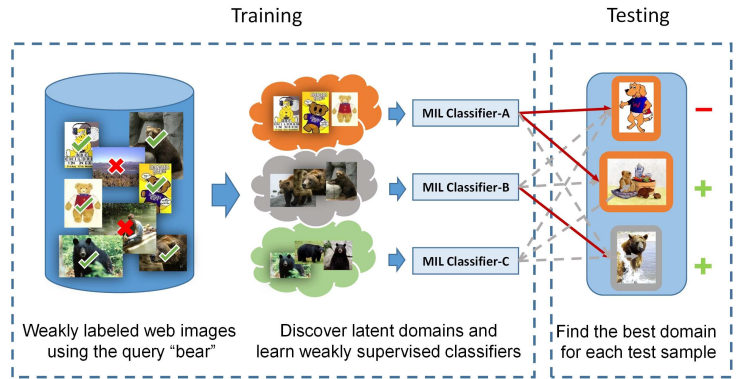 Training
Testing
MIL Classifier-A
MIL Classifier-B
MIL Classifier-C
Weakly labeled web images
using the query “bear”
Discover latent domains and
learn weakly supervised classifiers
Find the best domain
for each test sample